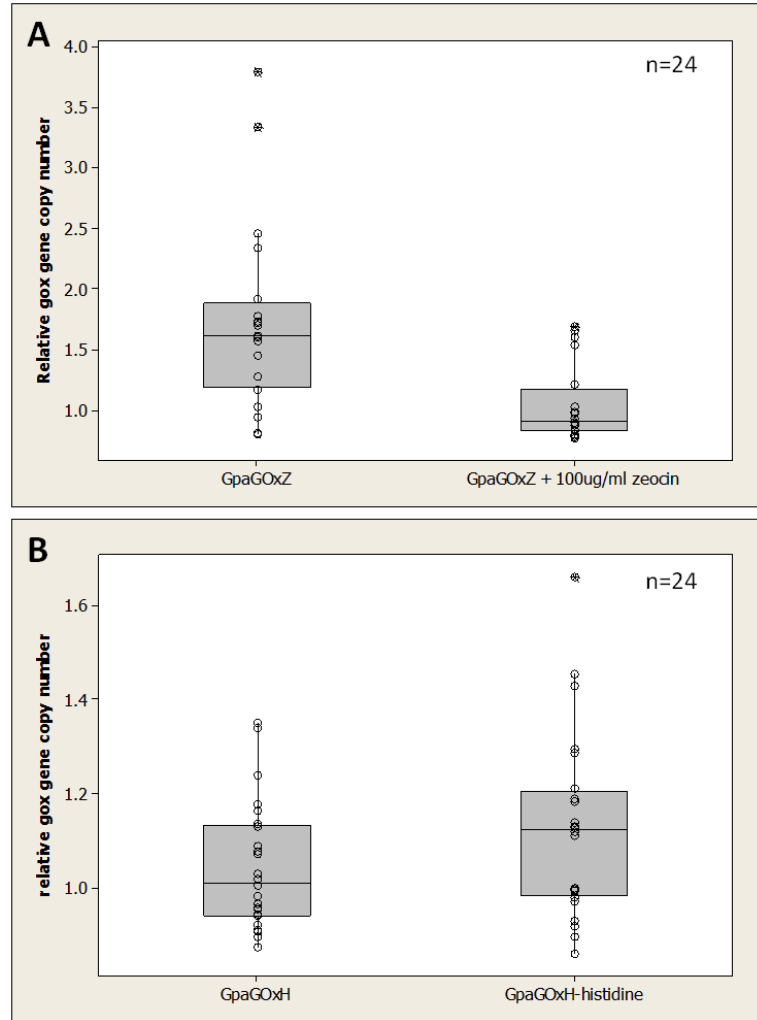 A
n=24
Relative gox gene copy number
4.0
3.5
3.0
2.5
2.0
1.5
1.0
GpaGOxZ
GpaGOxZ + 100ug/ml zeocin
B
n=24
relative gox gene copy number
1.6
1.4
1.2
1.0
GpaGOxH
GpaGOxH-histidine